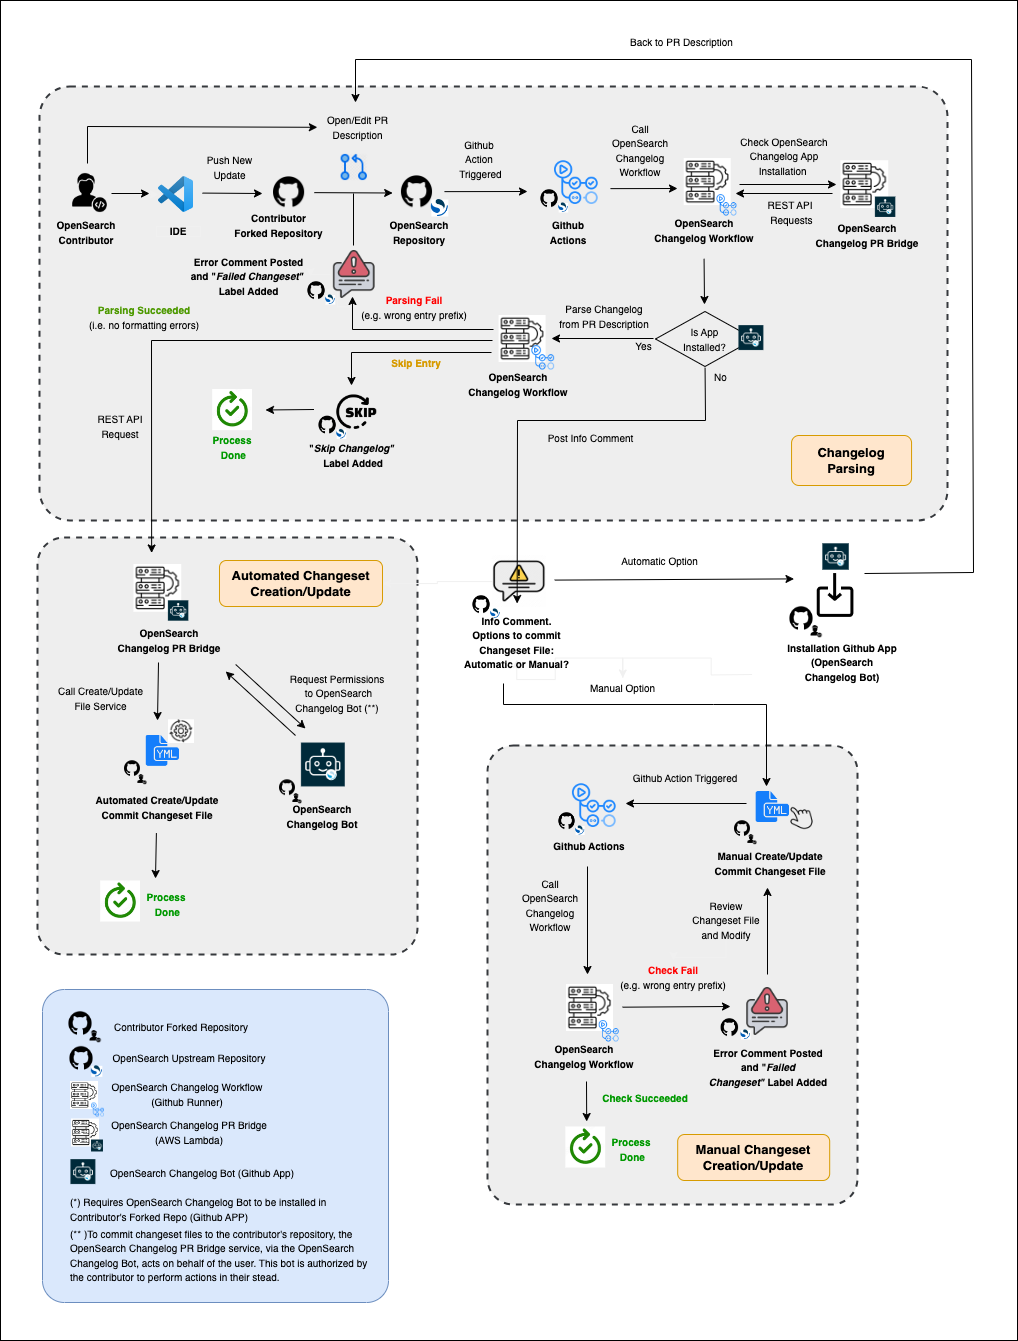 Back to PR Description
Open/Edit PR
Description
Push New
Update
Github
Action
Triggered
Call
OpenSearch
Changelog
Workflow
Check OpenSearch
Changelog App
Installation
REST API
Requests
OpenSearch
Contributor
IDE
Contributor
Forked Repository
OpenSearch
Repository
Github
Actions
OpenSearch
Changelog Workflow
OpenSearch
Changelog PR Bridge
Error Comment Posted
and "Failed Changeset"
Label Added
Parsing Succeeded
(i.e. no formatting errors)
Parsing Fail
(e.g. wrong entry prefix)
Parse Changelog
from PR Description
Yes
Is App
Installed?
No
Skip Entry
OpenSearch
Changelog Workflow
REST API
Request
Process
Done
SKIP
"Skip Changelog"
Label Added
Post Info Comment
Changelog
Parsing
Automated Changeset
Creation/Update
OpenSearch
Changelog PR Bridge
Call Create/Update
File Service
Request Permissions
to OpenSearch
Changelog Bot (**)
YML
Automated Create/Update
Commit Changeset File
OpenSearch
Changelog Bot
Process
Done
Info Comment.
Options to commit
Changeset File:
Automatic or Manual?
Automatic Option
Installation Github App
(OpenSearch
Changelog Bot)
Manual Option
Github Action Triggered
YML
Github Actions
Manual Create/Update
Commit Changeset File
Call
OpenSearch
Changelog
Workflow
Review
Changeset File
and Modify
Check Fail
(e.g. wrong entry prefix)
OpenSearch
Changelog Workflow
Error Comment Posted
and "Failed
Changeset" Label Added
Check Succeeded
Process
Done
Manual Changeset
Creation/Update
Contributor Forked Repository
OpenSearch Upstream Repository
OpenSearch Changelog Workflow
(Github Runner)
OpenSearch Changelog PR Bridge
(AWS Lambda)
OpenSearch Changelog Bot (Github App)
(*) Requires OpenSearch Changelog Bot to be installed in
Contributor's Forked Repo (Github APP)
(** )To commit changeset files to the contributor's repository, the
OpenSearch Changelog PR Bridge service, via the OpenSearch
Changelog Bot, acts on behalf of the user. This bot is authorized by
the contributor to perform actions in their stead.